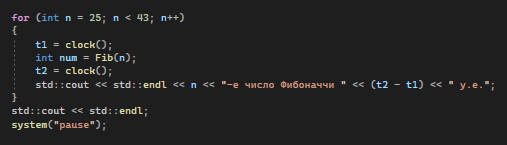 for (int n = 25; n < 43; n++)
{
t1 = clock();
int num = Fib(n);
t2 = clock();
std::cout << std::endl << n << "-е число Фибоначчи " << (t2 - t1) << " у.е.";
}
std::cout << std::endl;
system("pause");